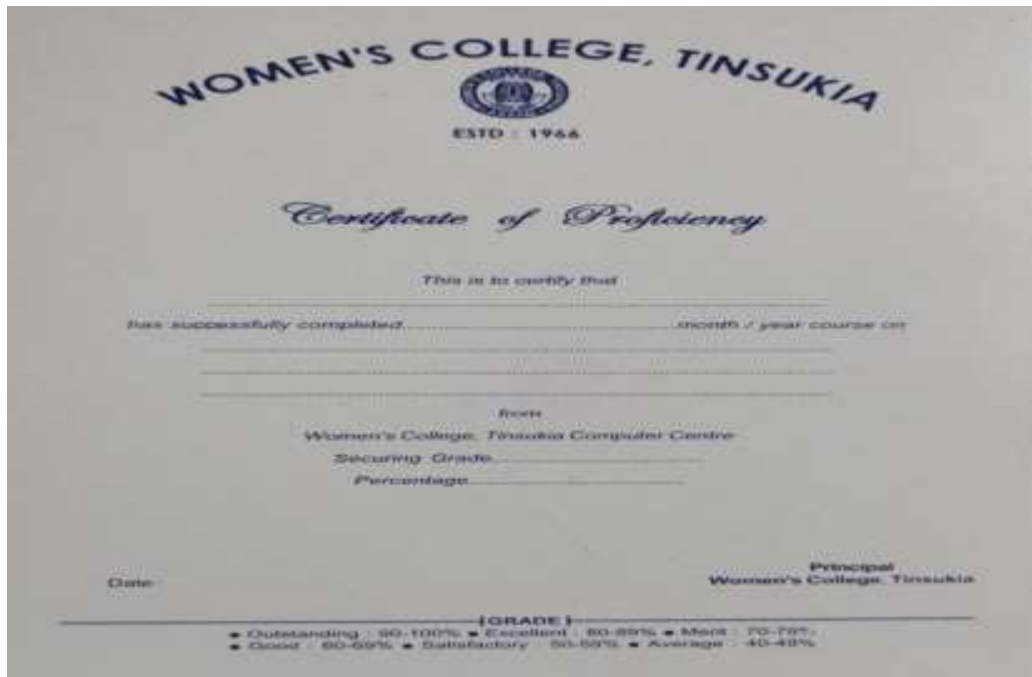 WOMEN'S COLLEGE, TINSUKIA
ESTD : 1966
Certificate of Proficiency
This is to certify that
has successfully completed........................................month / year course on
from
Women's College, Tinsukia Computer Centre
Securing Grade..............................
Percentage..............................
Principal
Date: Women's College, Tinsukia
[GRADE]
● Outstanding : 90-100% ● Excellent : 80-89% ● Merit : 70-79%
● Good : 60-69% ● Satisfactory : 50-59% ● Average : 40-49%